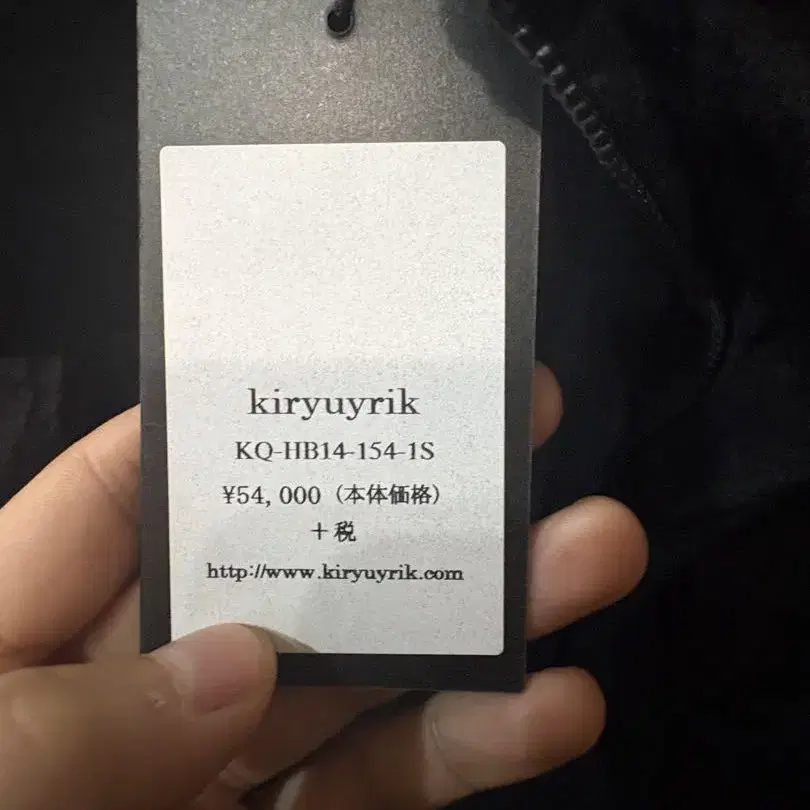 kiryuyrik
KQ-HB14-154-1S
¥54,000（本体価格）
＋税
http://www.kiryuyrik.com